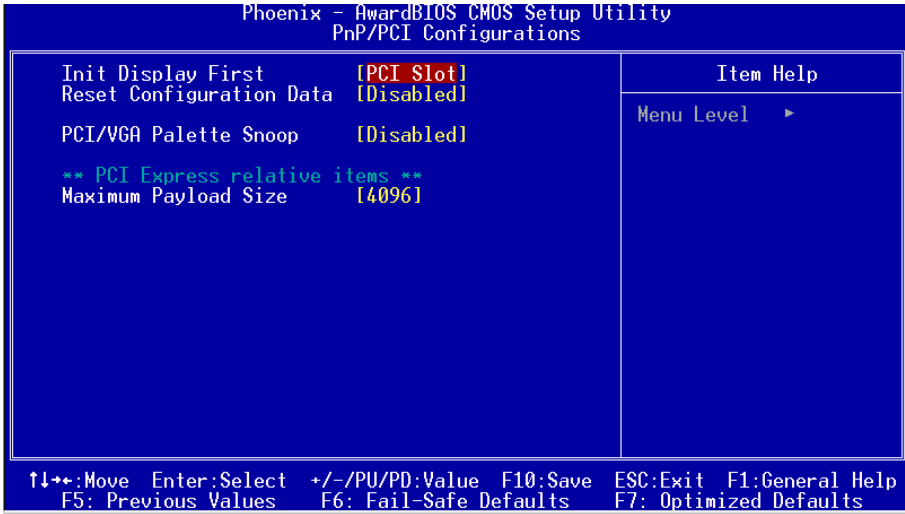 Phoenix - AwardBIOS CMOS Setup Utility
PnP/PCI Configurations
Init Display First [PCI Slot]
Reset Configuration Data [Disabled]
PCI/VGA Palette Snoop [Disabled]
** PCI Express relative items **
Maximum Payload Size [4096]
Item Help
Menu Level ►
↑↓→←:Move Enter:Select +/-/PU/PD:Value F10:Save ESC:Exit F1:General Help
F5: Previous Values F6: Fail-Safe Defaults F7: Optimized Defaults